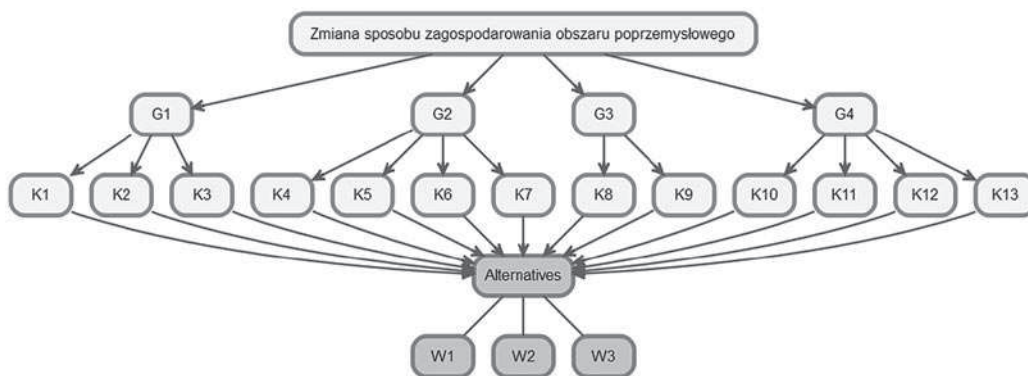 Zmiana sposobu zagospodarowania obszaru poprzemysłowego
G1 G2 G3 G4
K1 K2 K3 K4 K5 K6 K7 K8 K9 K10 K11 K12 K13
Alternatives
W1 W2 W3